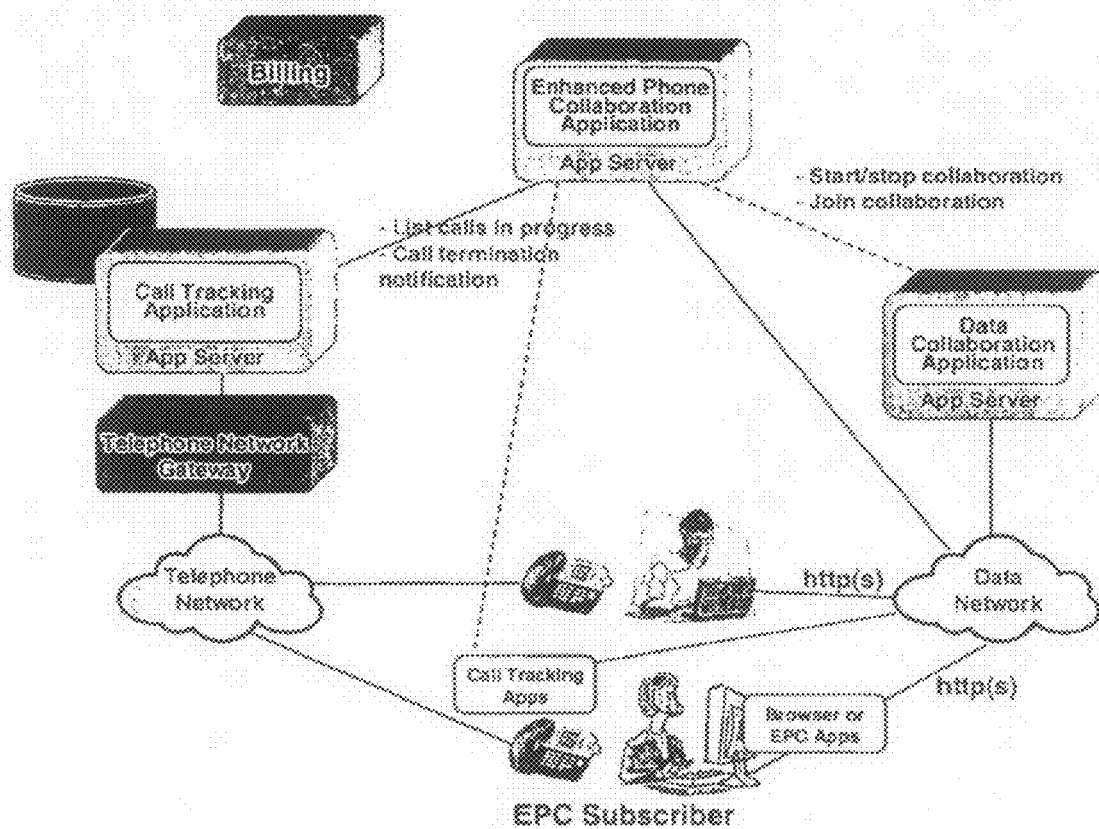 Billing
Enhanced Phone
Collaboration
Application
App Server
- Start/stop collaboration
- Join collaboration
- List calls in progress
- Call termination
notification
Call Tracking
Application
App Server
Data
Collaboration
Application
App Server
Telephone Network
Gateway
Telephone
Network
http(s)
Data
Network
Call Tracking
Apps
http(s)
Browser or
EPC Apps
EPC Subscriber